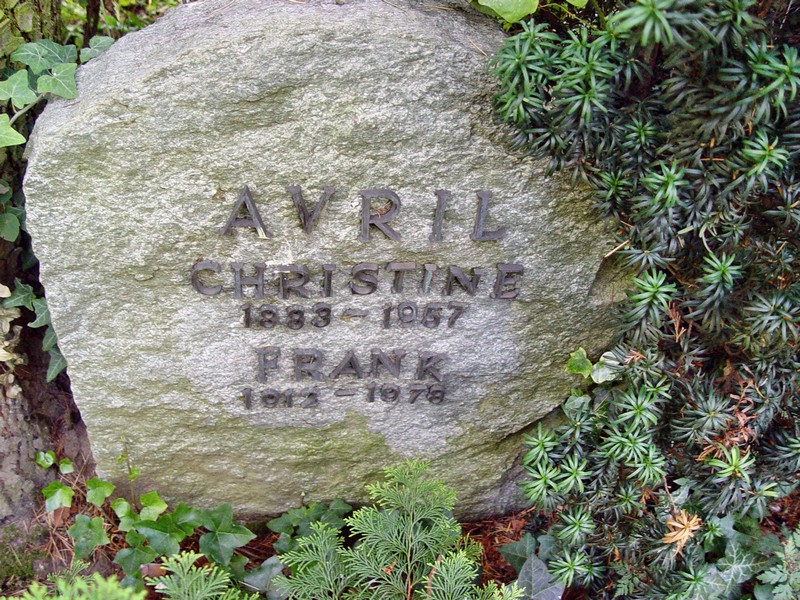 AVRIL
CHRISTINE
1883-1957
FRANK
1912-1978